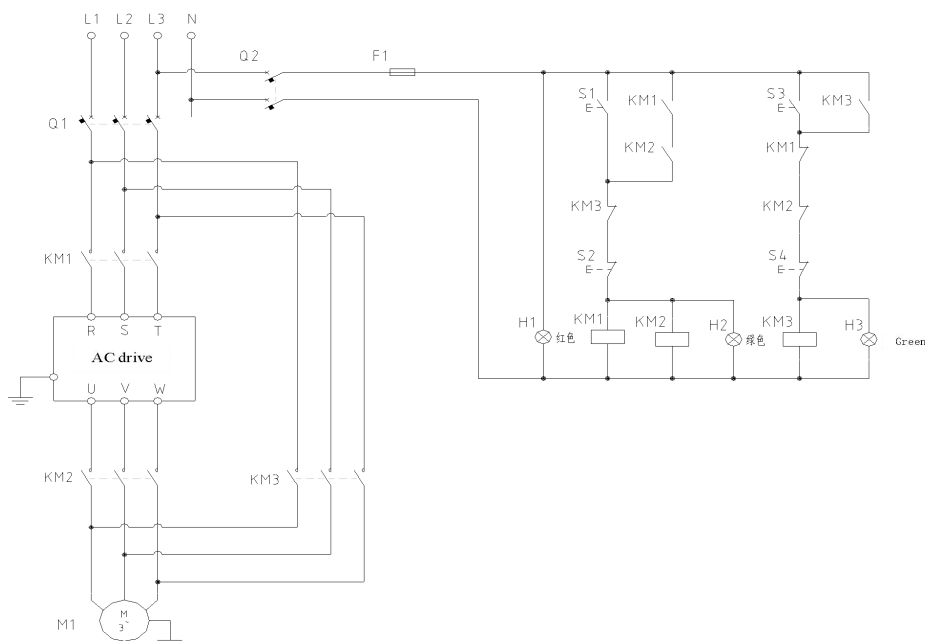 L1 L2 L3 N
Q2 F1
S1 KM1 S3 KM3
Q1
KM2 KM1
KM3 KM2
KM1 S2 S4
R S T
H1 红色 KM1 KM2 H2 绿色 KM3 H3 Green
AC drive
U V W
KM2 KM3
M1 M
3~